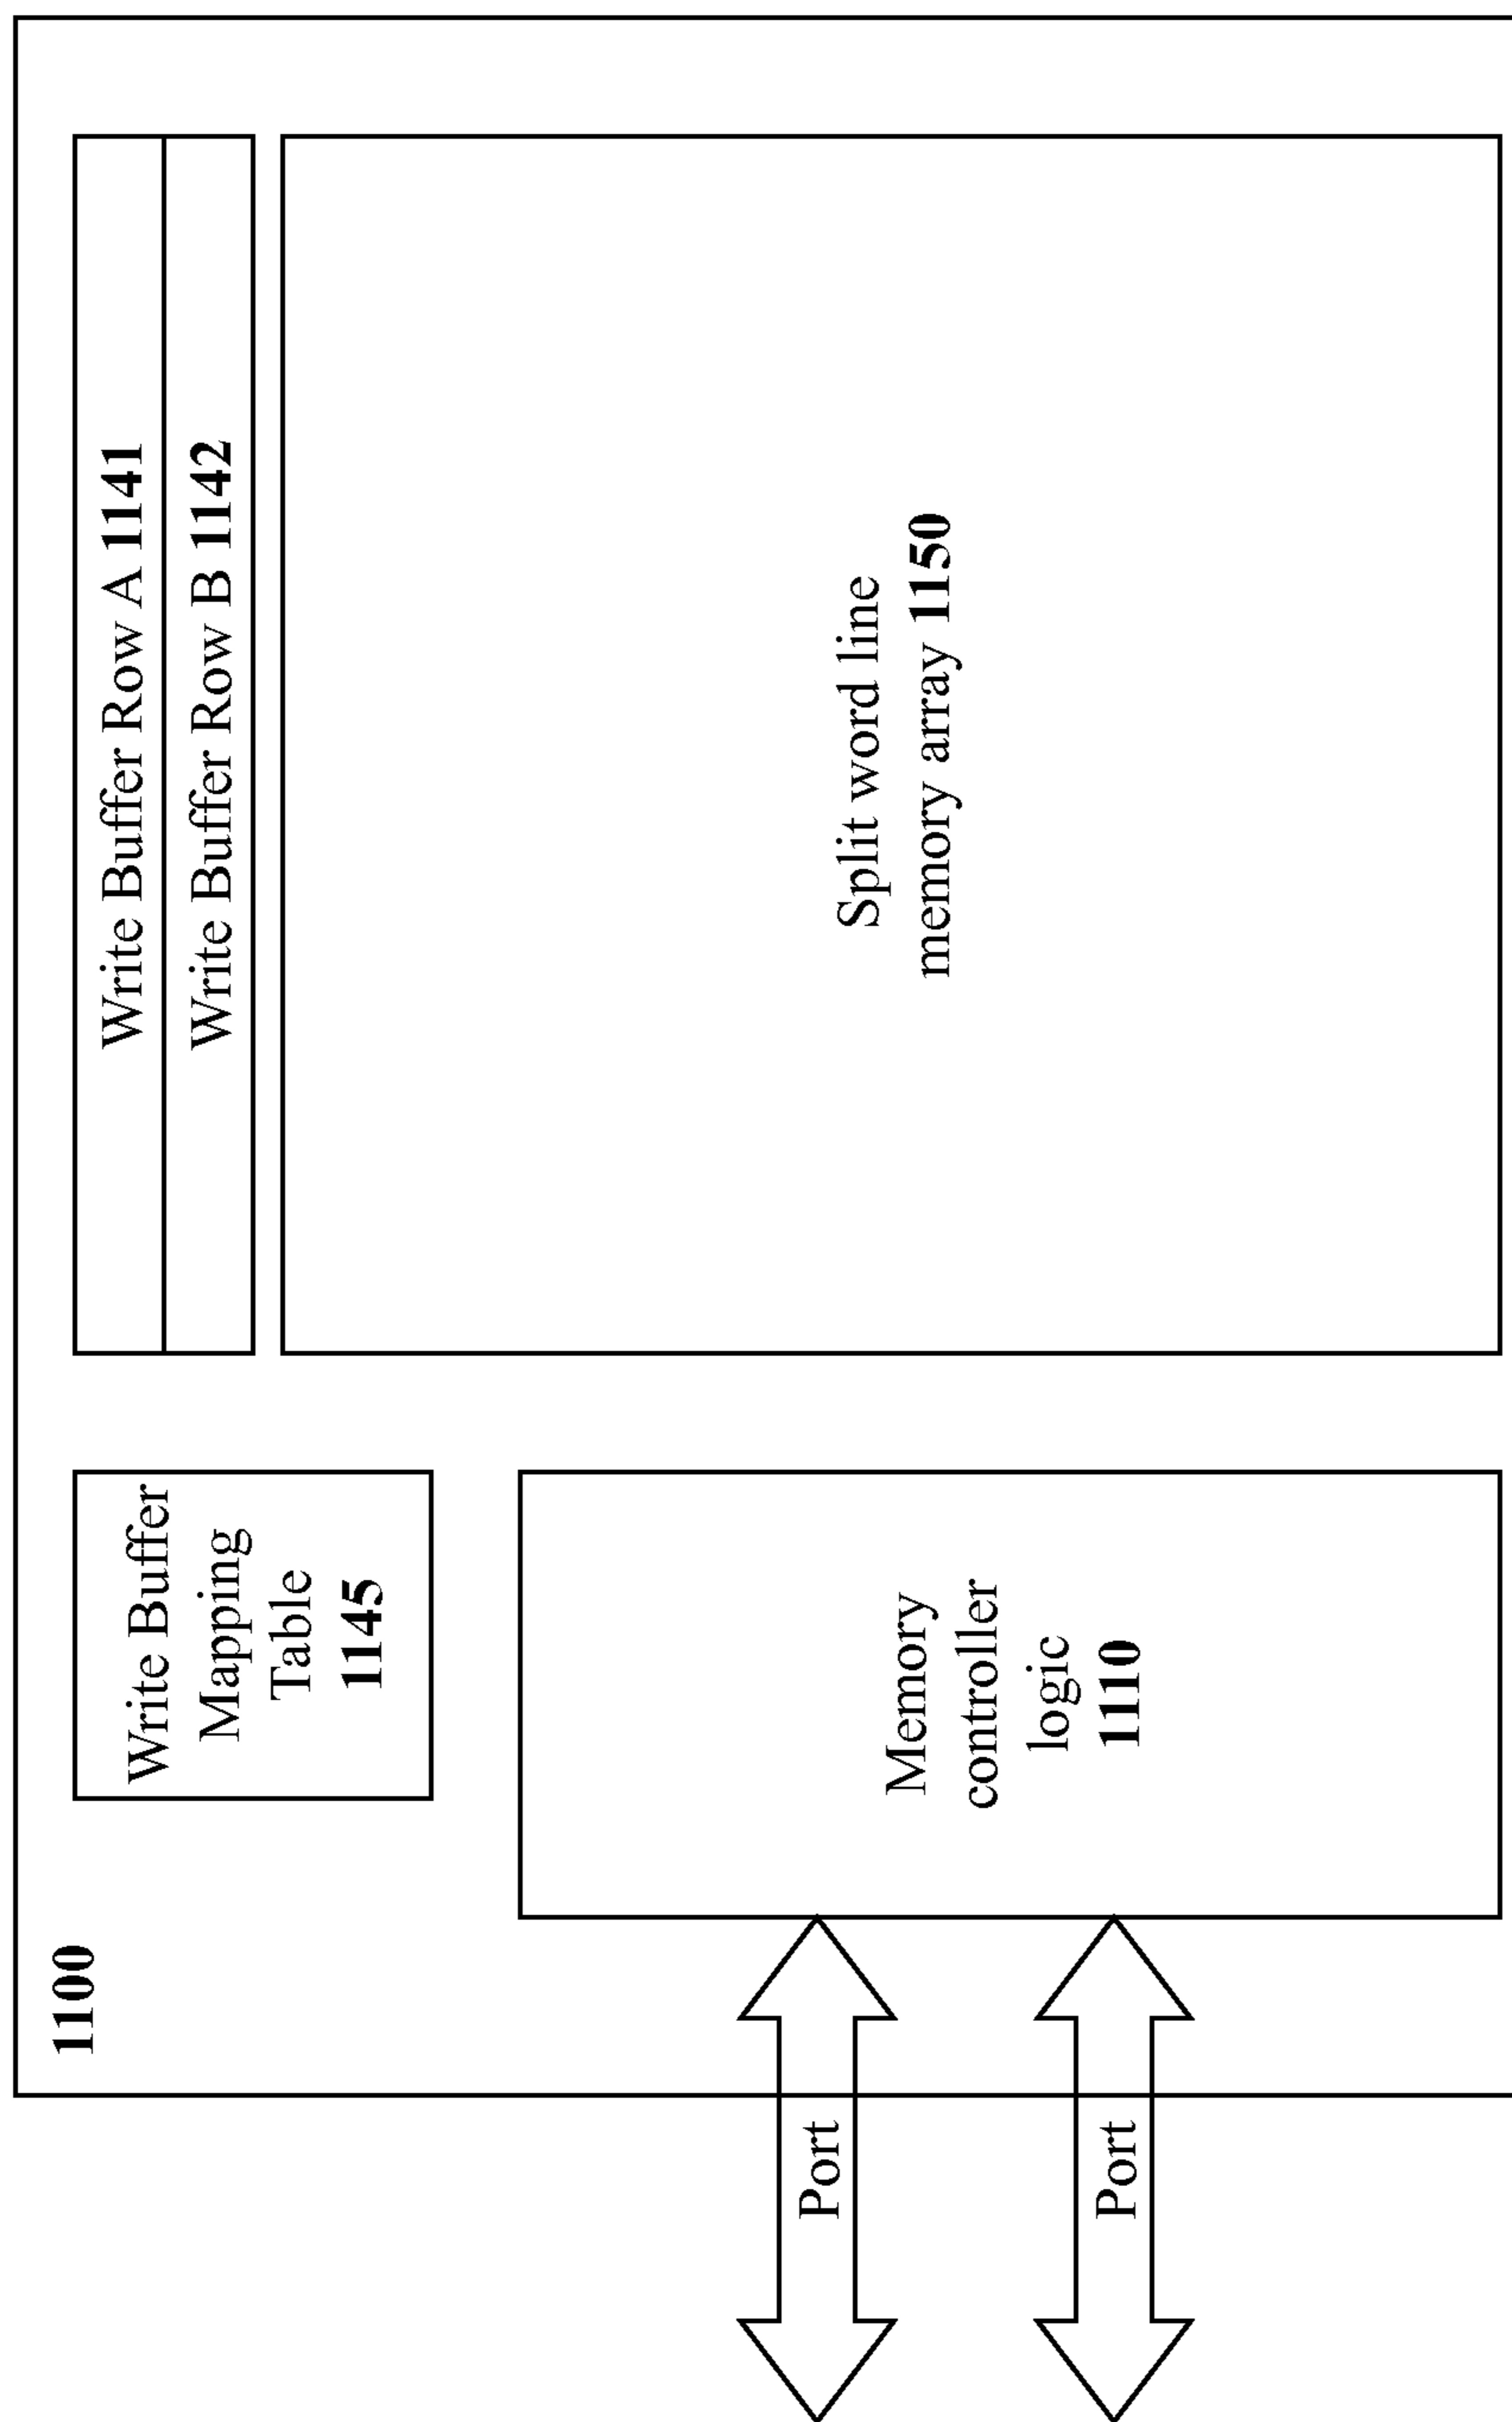 1100
Write Buffer
Mapping
Table
1145
Write Buffer Row A 1141
Write Buffer Row B 1142
Port
Port
Memory
controller
logic
1110
Split word line
memory array 1150